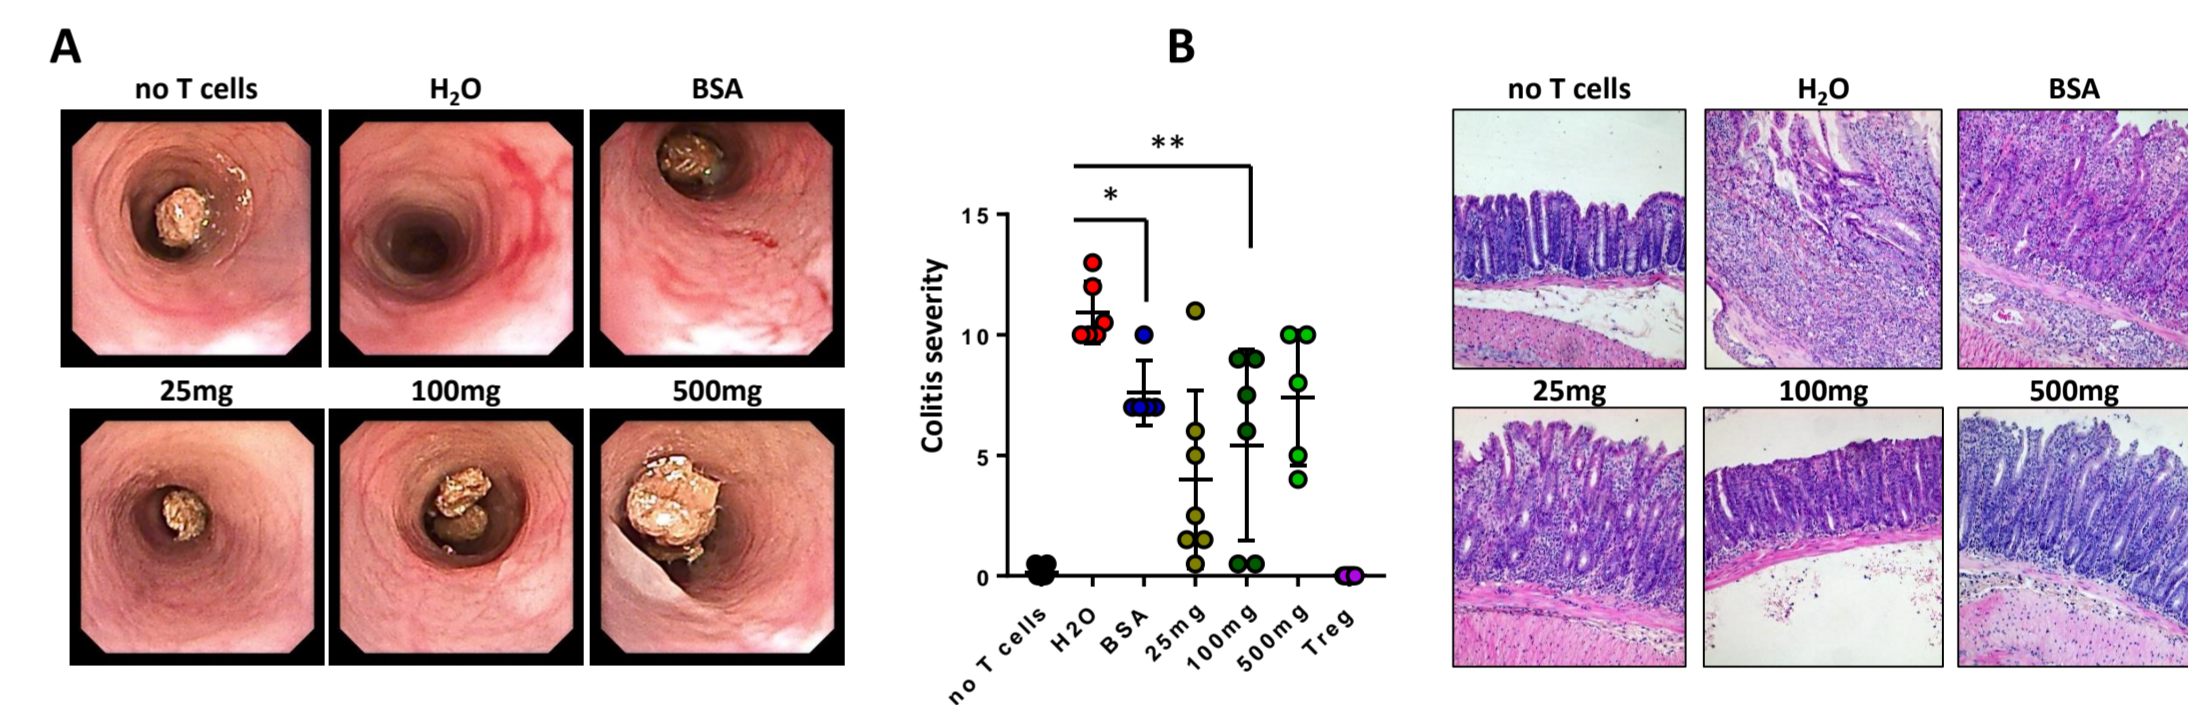 A
no T cells
H₂O
BSA
25mg
100mg
500mg
B
**
*
Colitis severity
15
10
5
0
no T cells
H2O
BSA
25mg
100mg
500mg
Treg
no T cells
H₂O
BSA
25mg
100mg
500mg